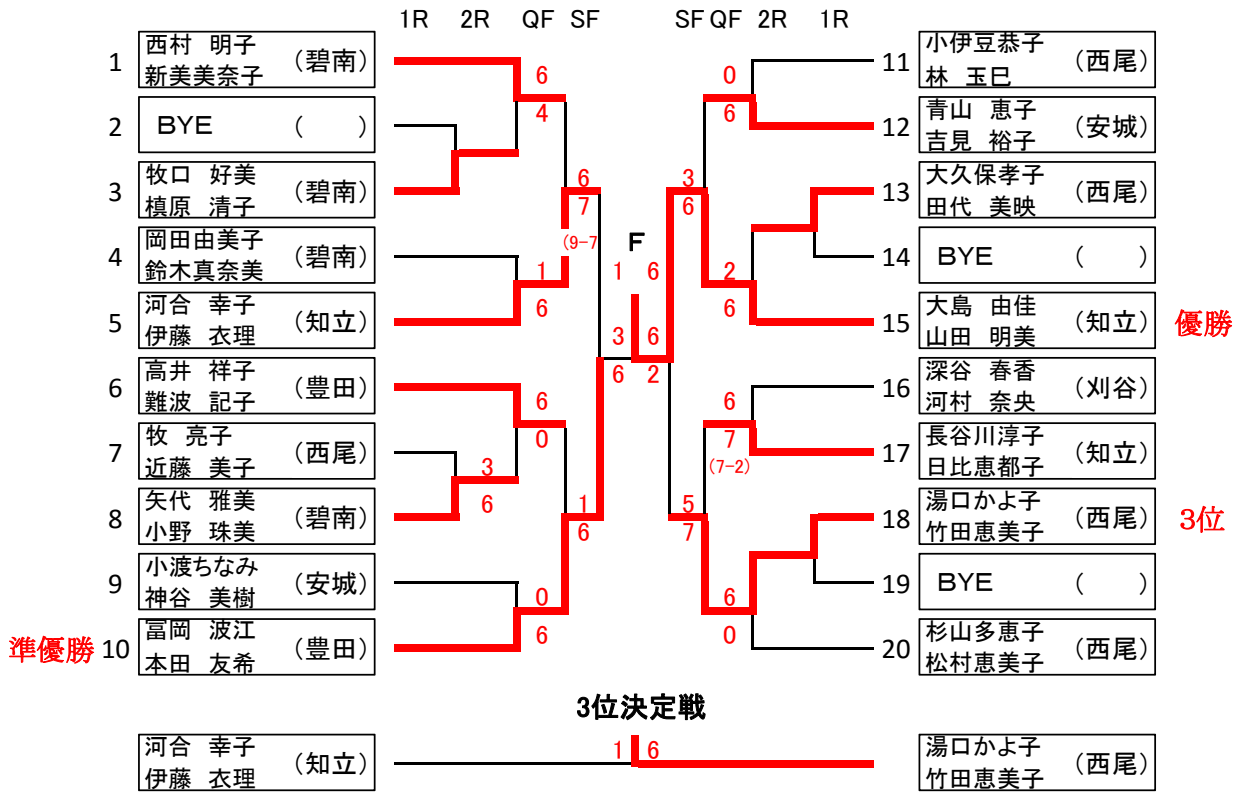 1R 2R QF SF SF QF 2R 1R
1 西村 明子 新美美奈子 (碧南)
2 BYE ( )
3 牧口 好美 槙原 清子 (碧南)
4 岡田由美子 鈴木真奈美 (碧南)
5 河合 幸子 伊藤 衣理 (知立)
6 高井 祥子 難波 記子 (豊田)
7 牧 亮子 近藤 美子 (西尾)
8 矢代 雅美 小野 珠美 (碧南)
9 小渡ちなみ 神谷 美樹 (安城)
準優勝 10 冨岡 波江 本田 友希 (豊田)
6
4
6
7
(9-7
1
6
6
0
3
6
1
6
0
6
F
1 6
3 6
6 2
0
6
3
6
2
6
6
7
(7-2)
5
7
6
0
11 小伊豆恭子 林 玉巳 (西尾)
12 青山 恵子 吉見 裕子 (安城)
13 大久保孝子 田代 美映 (西尾)
14 BYE ( )
15 大島 由佳 山田 明美 (知立) 優勝
16 深谷 春香 河村 奈央 (刈谷)
17 長谷川淳子 日比恵都子 (知立)
18 湯口かよ子 竹田恵美子 (西尾) 3位
19 BYE ( )
20 杉山多恵子 松村恵美子 (西尾)
3位決定戦
河合 幸子 伊藤 衣理 (知立)
1 6
湯口かよ子 竹田恵美子 (西尾)